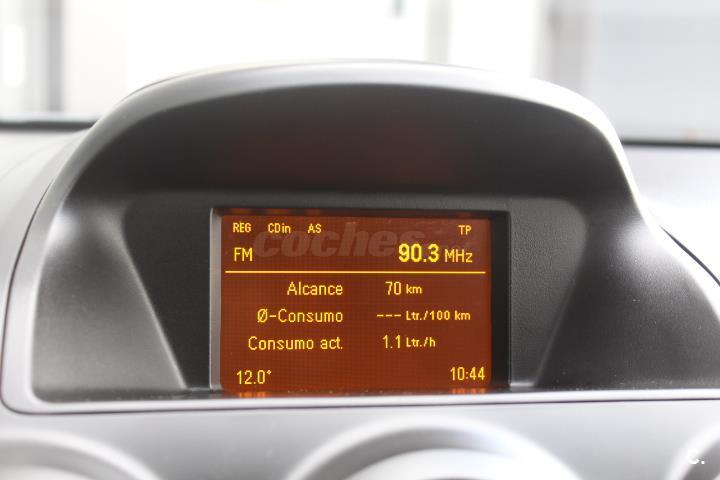 REG CDin AS TP
coches
FM 90.3 MHz
Alcance 70 km
Ø-Consumo --- Ltr./100 km
Consumo act. 1.1 Ltr./h
12.0° 10:44
C.